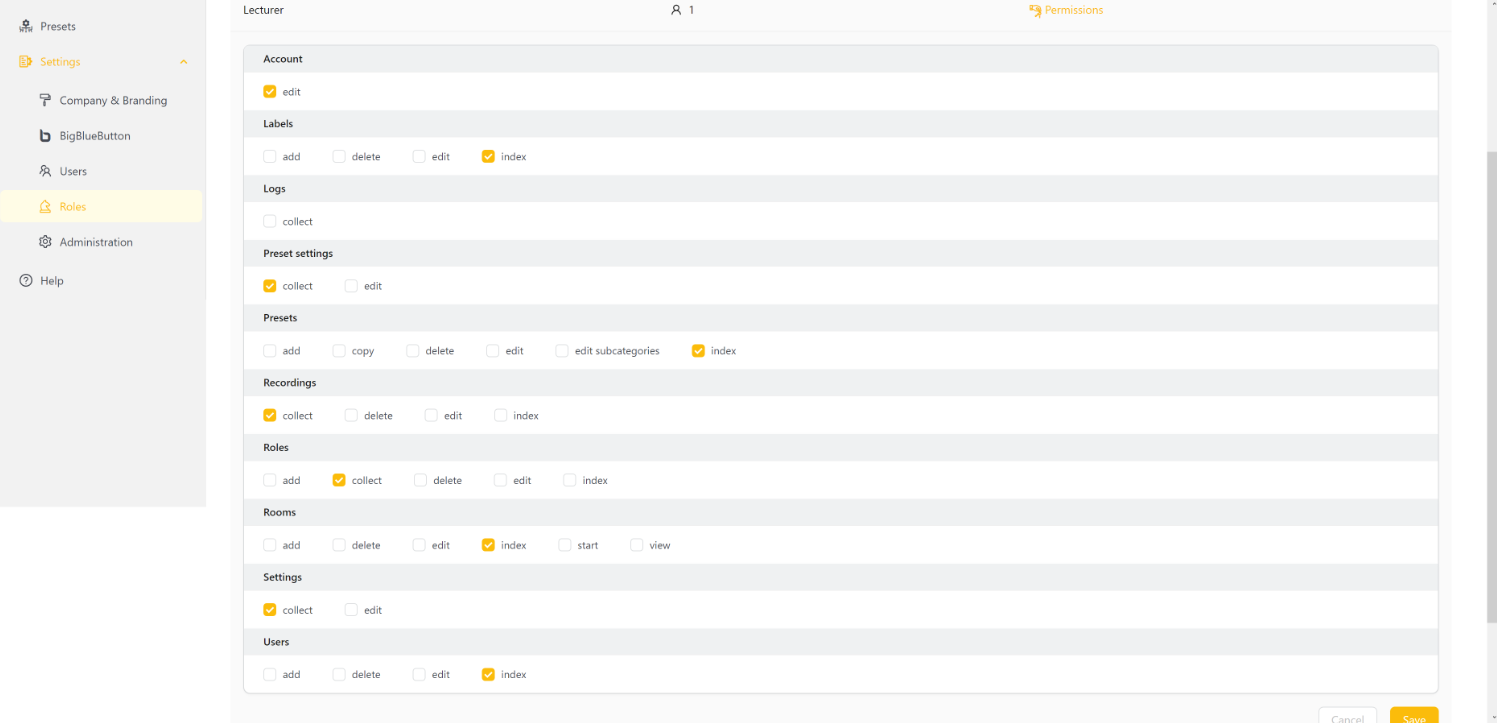 Lecturer 1 Permissions
Presets
Settings
Company & Branding
BigBlueButton
Users
Roles
Administration
Help
Account
edit
Labels
add delete edit index
Logs
collect
Preset settings
collect edit
Presets
add copy delete edit edit subcategories index
Recordings
collect delete edit index
Roles
add collect delete edit index
Rooms
add delete edit index start view
Settings
collect edit
Users
add delete edit index
Cancel Save